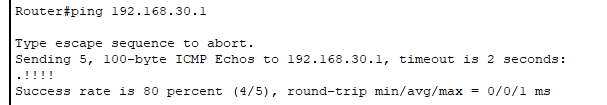 Router#ping 192.168.30.1
Type escape sequence to abort.
Sending 5, 100-byte ICMP Echos to 192.168.30.1, timeout is 2 seconds:
.!!!!
Success rate is 80 percent (4/5), round-trip min/avg/max = 0/0/1 ms